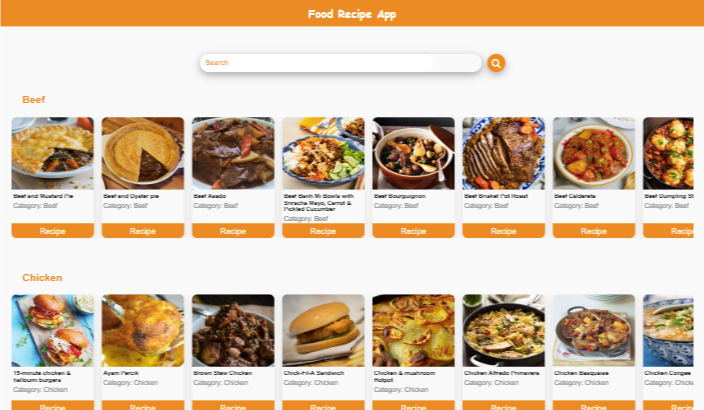 Food Recipe App
Search
Beef
Beef and Mustard Pie
Category: Beef
Recipe
Beef and Oyster pie
Category: Beef
Recipe
Beef Asado
Category: Beef
Recipe
Beef Banh Mi Bowls with
Sriracha Mayo, Carrot &
Pickled Cucumber
Category: Beef
Recipe
Beef Bourguignon
Category: Beef
Recipe
Beef Brisket Pot Roast
Category: Beef
Recipe
Beef Caldereta
Category: Beef
Recipe
Beef Dumpling St
Category: Beef
Recip
Chicken
15-minute chicken &
halloumi burgers
Category: Chicken
Recipe
Ayam Percik
Category: Chicken
Recipe
Brown Stew Chicken
Category: Chicken
Recipe
Chick-Fil-A Sandwich
Category: Chicken
Recipe
Chicken & mushroom
Hotpot
Category: Chicken
Recipe
Chicken Alfredo Primavera
Category: Chicken
Recipe
Chicken Basquaise
Category: Chicken
Recipe
Chicken Congee
Category: Chicke
Recip